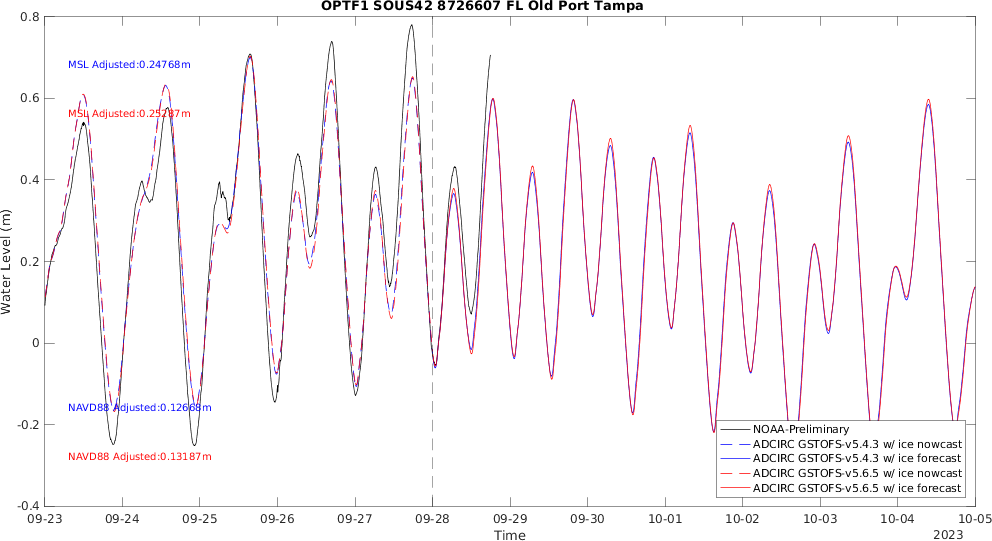 OPTF1 SOUS42 8726607 FL Old Port Tampa
0.8
0.6
0.4
0.2
0
-0.2
-0.4
Water Level (m)
MSL Adjusted:0.24768m
MSL Adjusted:0.25287m
NAVD88 Adjusted:0.12668m
NAVD88 Adjusted:0.13187m
NOAA-Preliminary
ADCIRC GSTOFS-v5.4.3 w/ ice nowcast
ADCIRC GSTOFS-v5.4.3 w/ ice forecast
ADCIRC GSTOFS-v5.6.5 w/ ice nowcast
ADCIRC GSTOFS-v5.6.5 w/ ice forecast
09-23 09-24 09-25 09-26 09-27 09-28 09-29 09-30 10-01 10-02 10-03 10-04 10-05
Time
2023